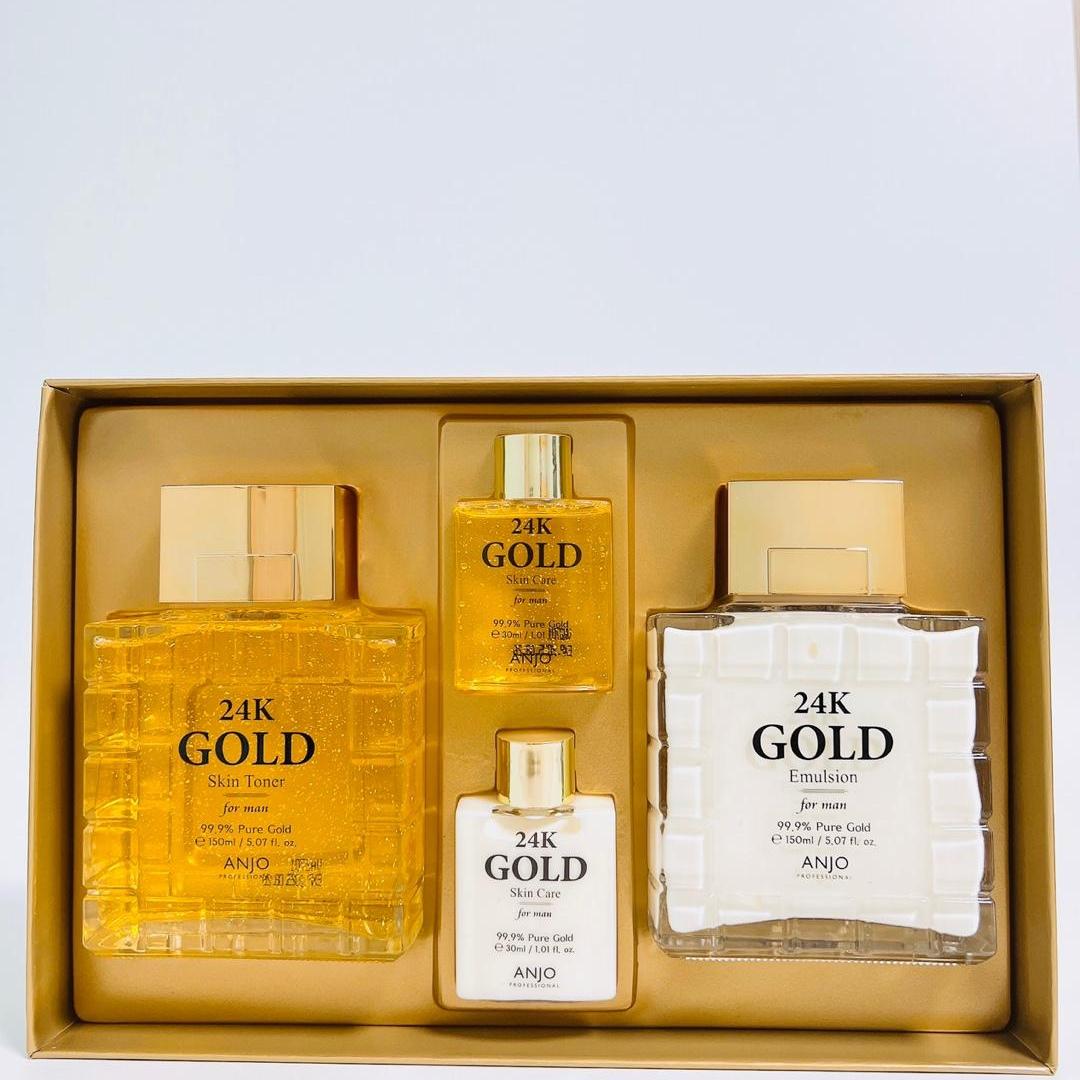 24K
GOLD
Skin Toner
for man
99,9% Pure Gold
℮ 150ml / 5,07 fl. oz.
ANJO
PROFESSIONAL
24K
GOLD
Skin Care
for man
99,9% Pure Gold
℮ 30ml / 1,01
ANJO
PROFESSIONAL
24K
GOLD
Skin Care
for man
99,9% Pure Gold
℮ 30ml / 1,01 fl. oz.
ANJO
PROFESSIONAL
24K
GOLD
Emulsion
for man
99,9% Pure Gold
℮ 150ml / 5,07 fl. oz.
ANJO
PROFESSIONAL